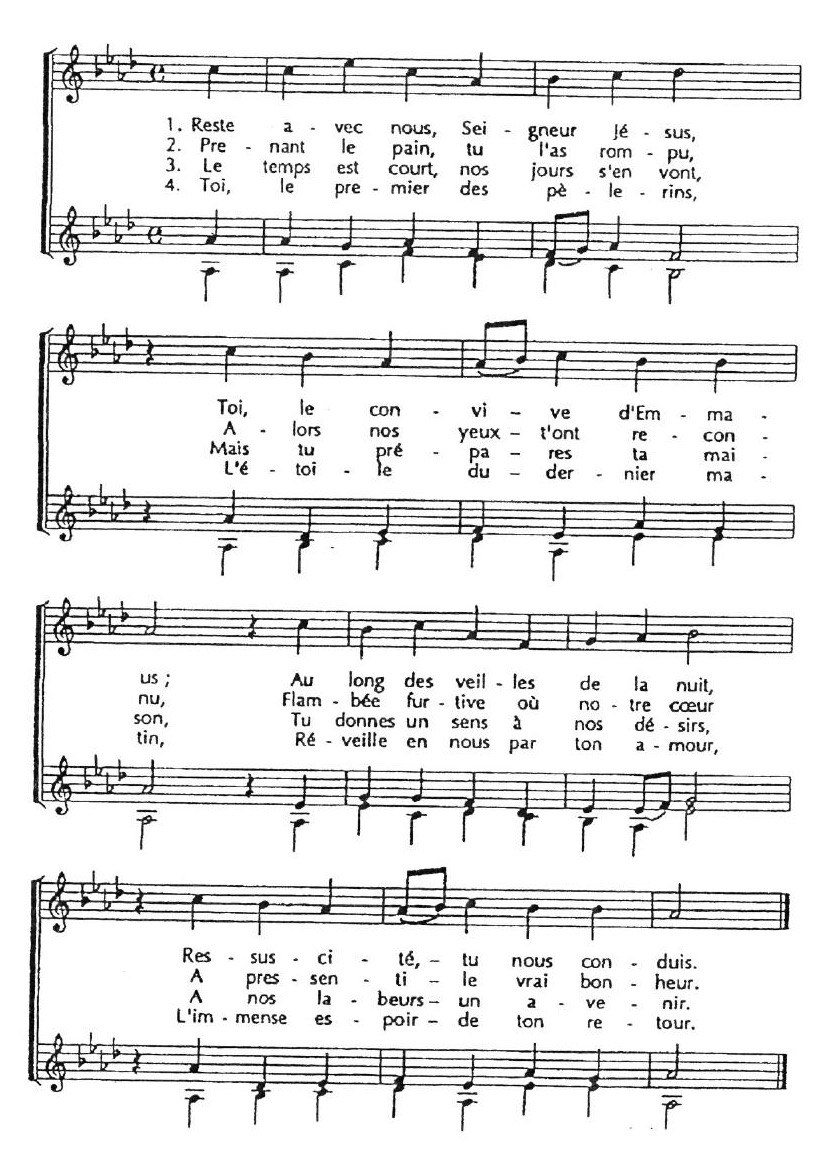 1. Reste a - vec nous, Sei - gneur Jé - sus,
2. Pre - nant le pain, tu l'as rom - pu,
3. Le temps est court, nos jours s'en vont,
4. Toi, le pre - mier des pè - le - rins,
Toi, le con - vi - ve d'Em - ma -
A - lors nos yeux - t'ont re - con -
Mais tu pré - pa - res ta mai -
L'é - toi - le du - der - nier ma -
us ; Au long des veil - les de la nuit,
nu, Flam - bée fur - tive où no - tre cœur
son, Tu donnes un sens à nos dé - sirs,
tin, Ré - veille en nous par ton a - mour,
Res - sus - ci - té, - tu nous con - duis.
A pres - sen - ti - le vrai bon - heur.
A nos la - beurs - un a - ve - nir.
L'im - mense es - poir - de ton re - tour.